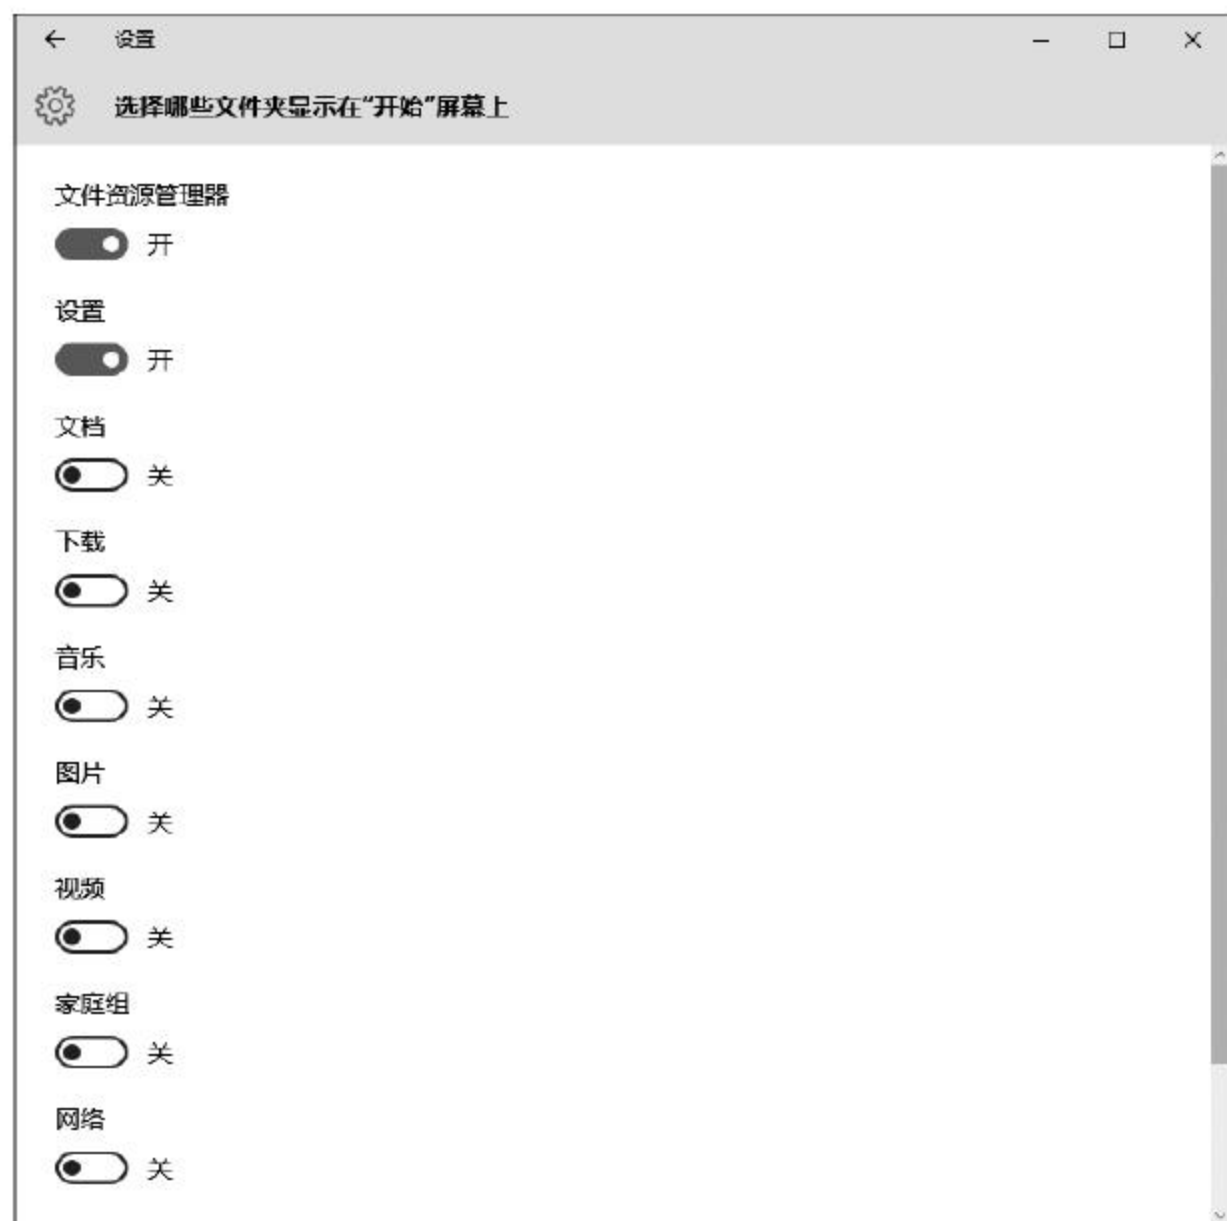 设置
选择哪些文件夹显示在“开始”屏幕上
文件资源管理器
开
设置
开
文档
关
下载
关
音乐
关
图片
关
视频
关
家庭组
关
网络
关